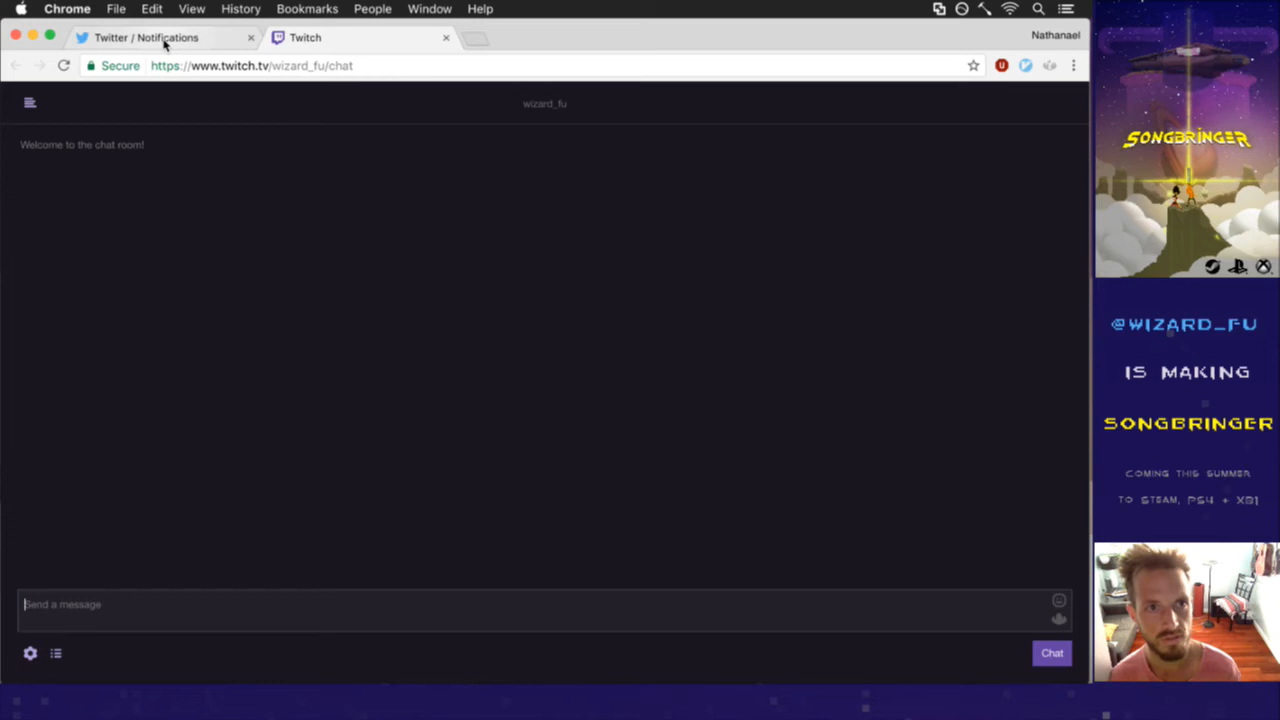 Chrome File Edit View History Bookmarks People Window Help
Twitter / Notifications
Twitch
Nathanael
Secure https://www.twitch.tv/wizard_fu/chat
wizard_fu
Welcome to the chat room!
Send a message
Chat
SONGBRINGER
@WIZARD_FU
IS MAKING
SONGBRINGER
COMING THIS SUMMER
TO STEAM, PS4 + XB1